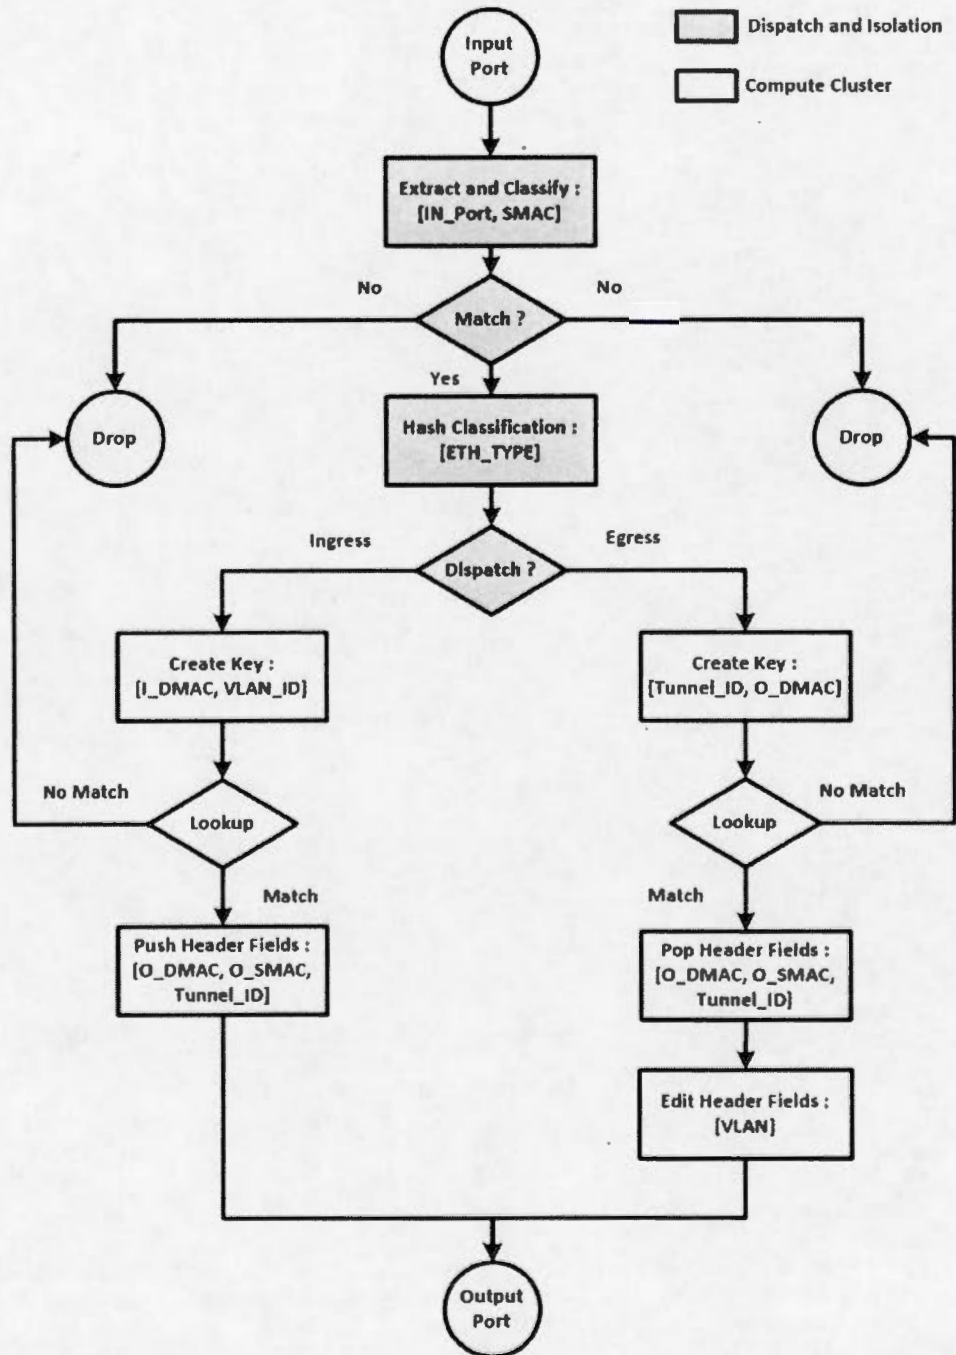 Input
Port
Dispatch and Isolation
Compute Cluster
Extract and Classify :
[IN_Port, SMAC]
No
No
Match ?
Yes
Drop
Hash Classification :
[ETH_TYPE]
Drop
Ingress
Egress
Dispatch ?
Create Key :
[I_DMAC, VLAN_ID]
Create Key :
[Tunnel_ID, O_DMAC]
No Match
Lookup
No Match
Lookup
Match
Match
Push Header Fields :
[O_DMAC, O_SMAC,
Tunnel_ID]
Pop Header Fields :
[O_DMAC, O_SMAC,
Tunnel_ID]
Edit Header Fields :
[VLAN]
Output
Port